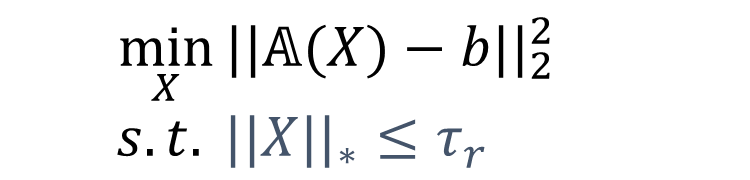 min_X ||𝔸(X) − b||₂²
s.t. ||X||_* ≤ τ_r